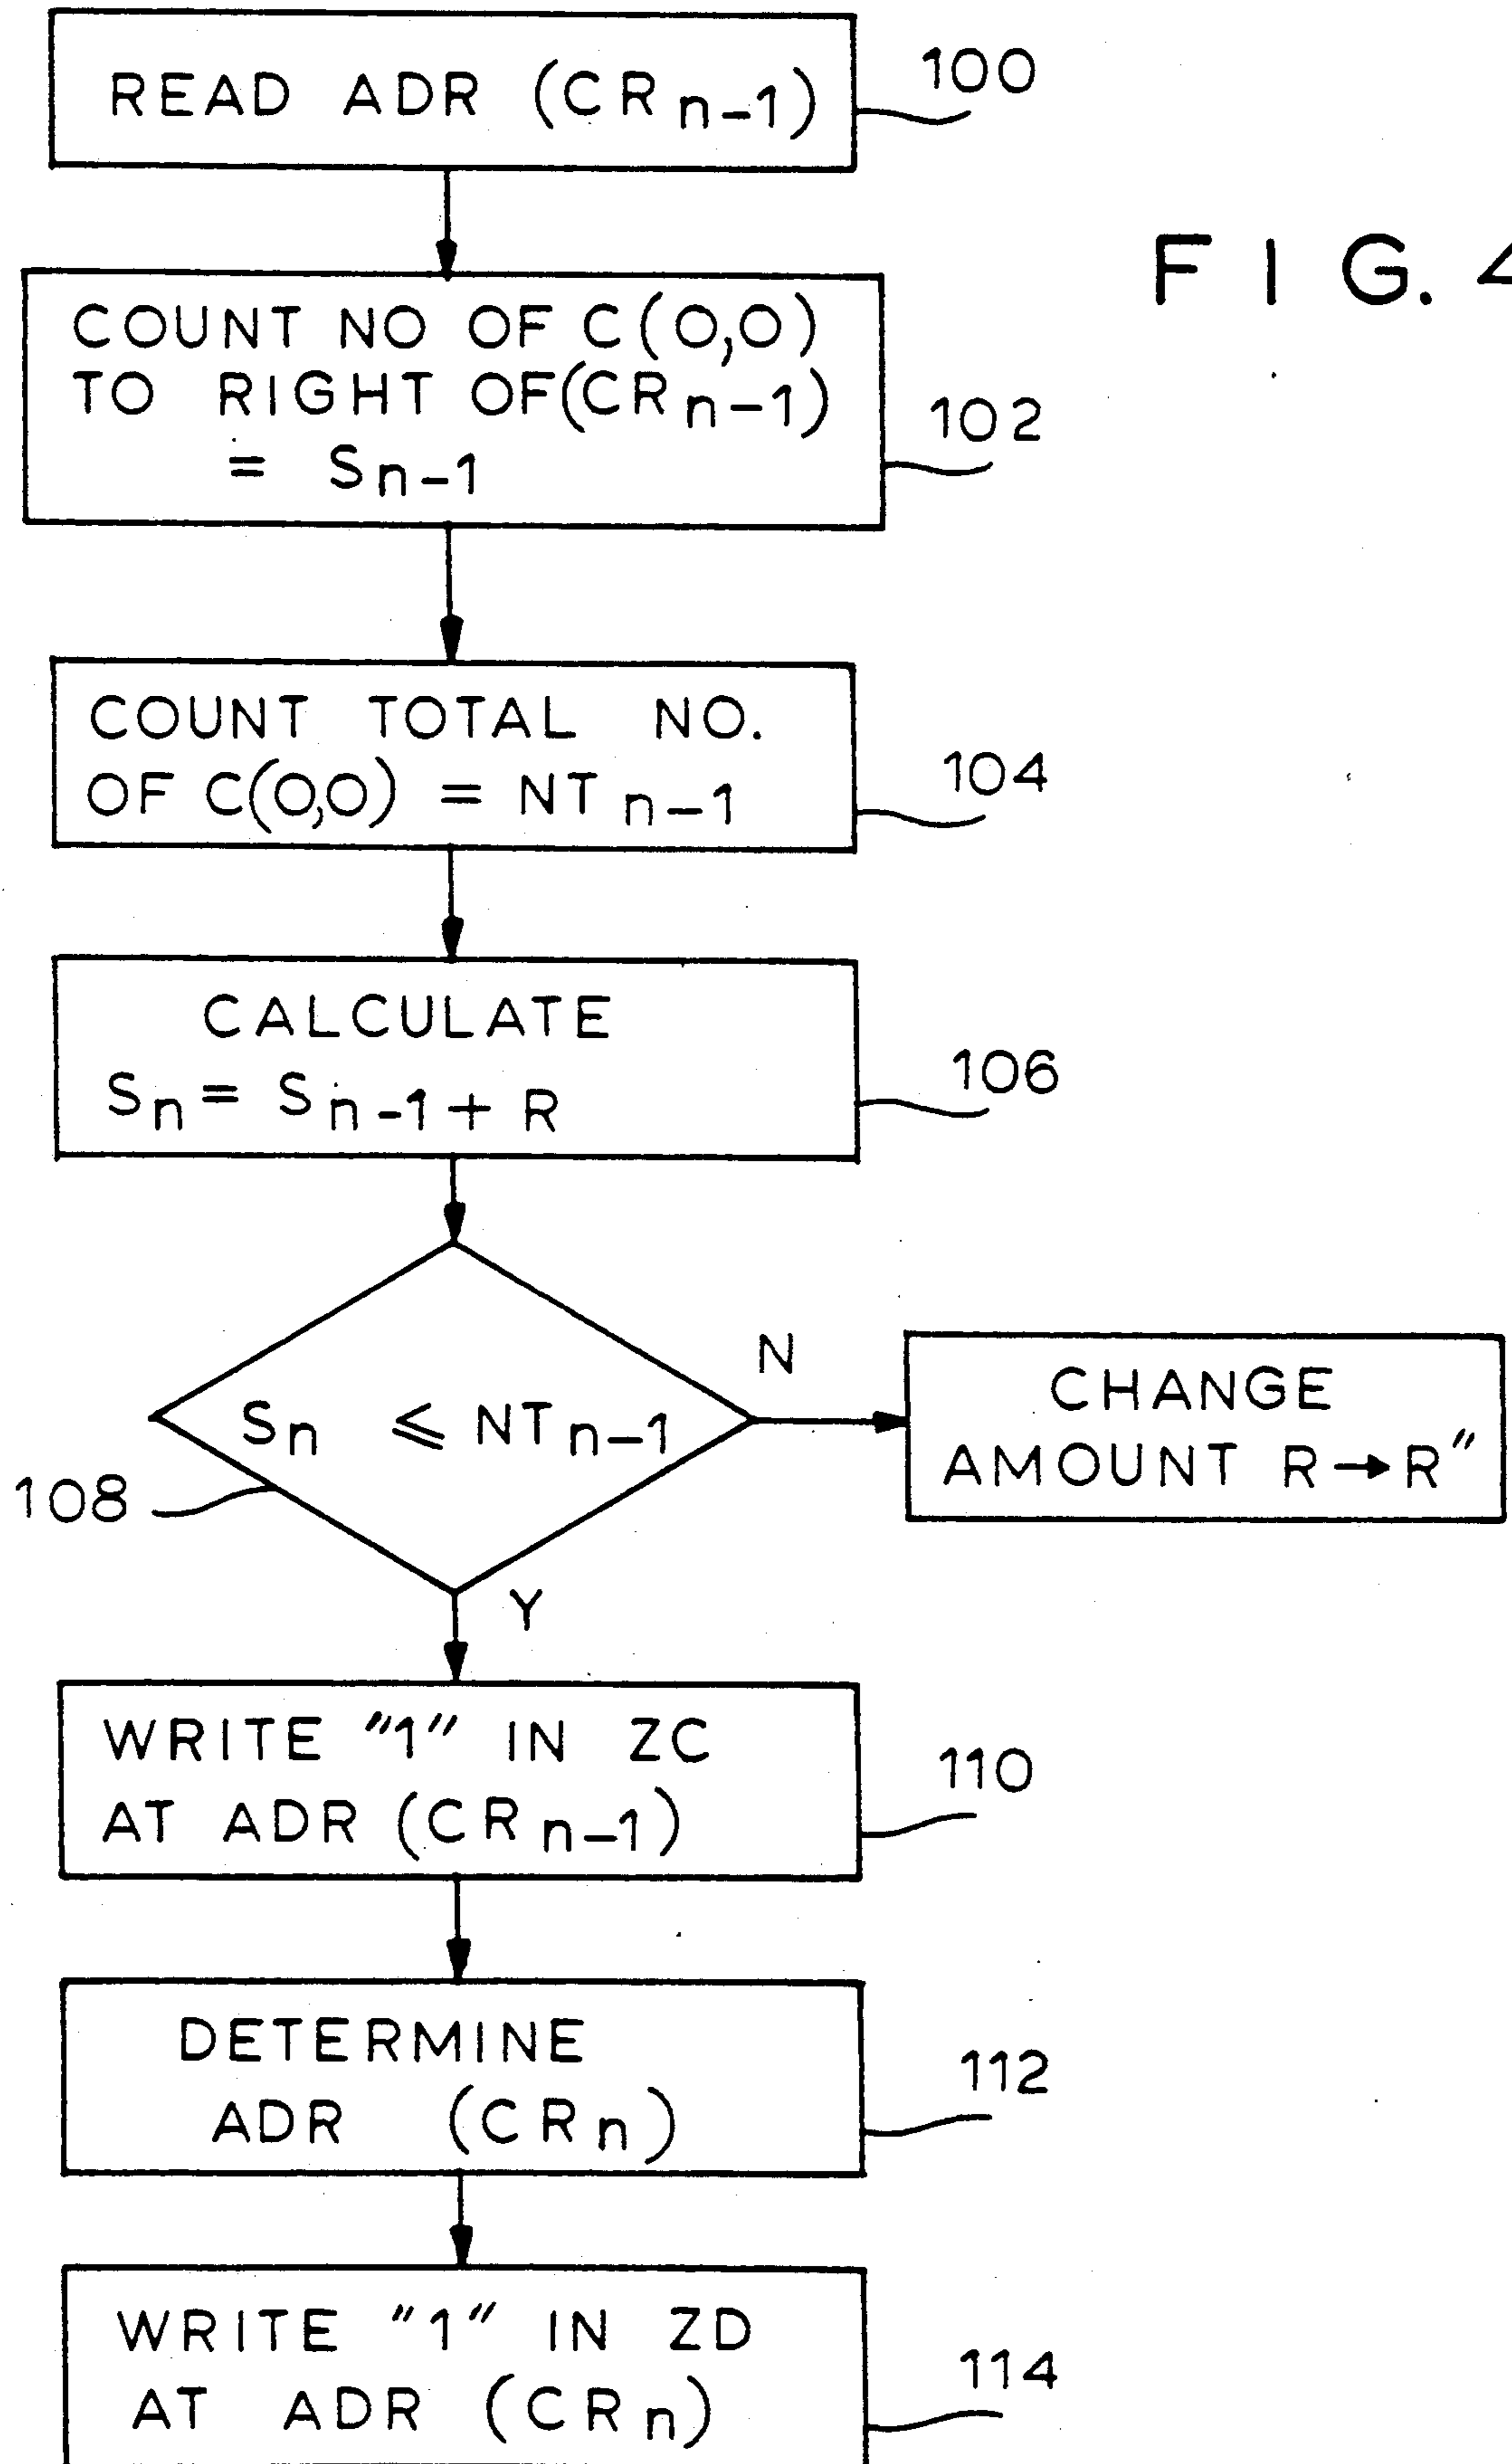 READ ADR (CRn-1)
100
FIG. 4
COUNT NO OF C(0,0)
TO RIGHT OF(CRn-1)
= Sn-1
102
COUNT TOTAL NO.
OF C(0,0) = NTn-1
104
CALCULATE
Sn = Sn-1 + R
106
Sn ⩽ NTn-1
108
N
CHANGE
AMOUNT R→R″
Y
WRITE "1" IN ZC
AT ADR (CRn-1)
110
DETERMINE
ADR (CRn)
112
WRITE "1" IN ZD
AT ADR (CRn)
114